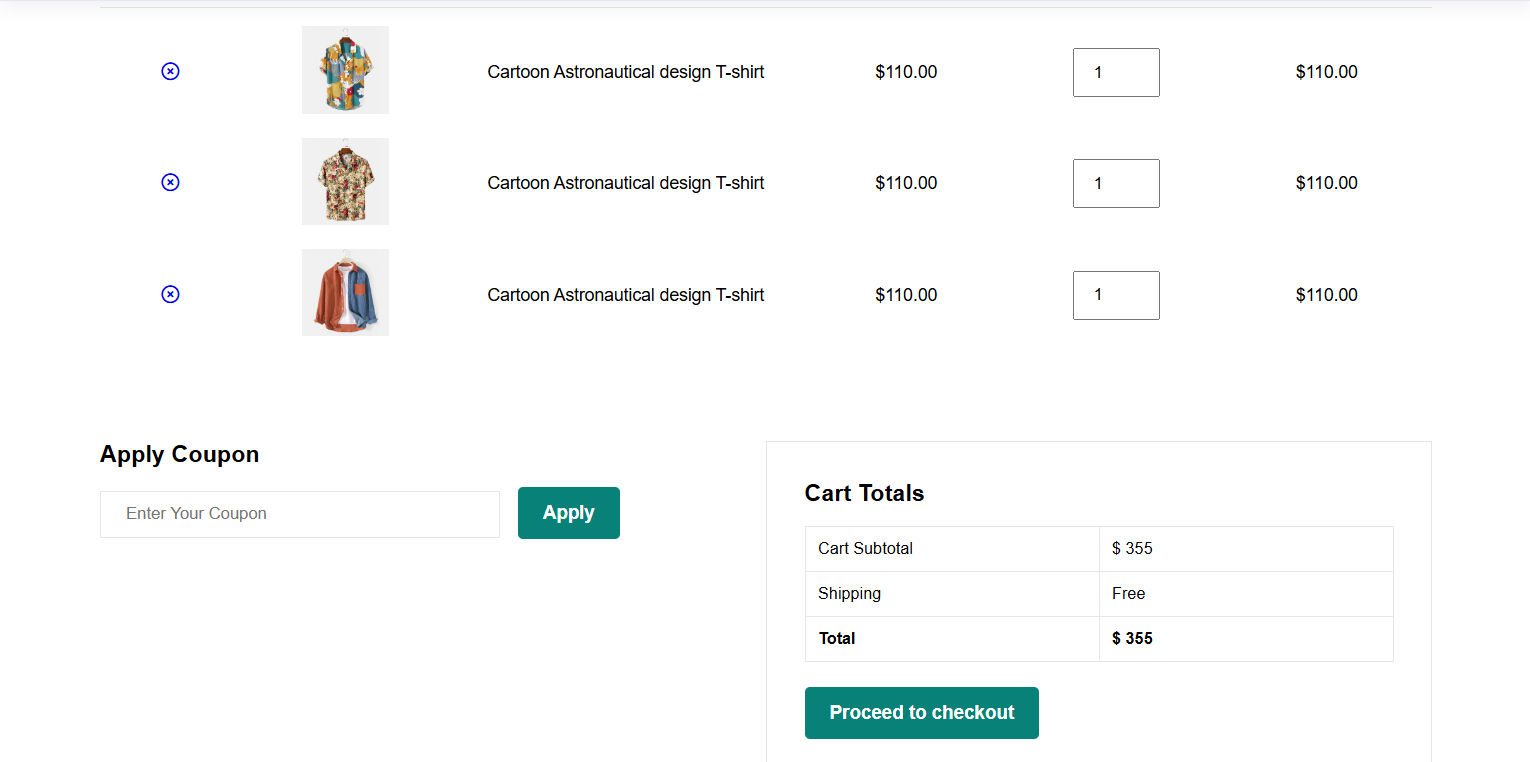 Cartoon Astronautical design T-shirt $110.00 1 $110.00
Cartoon Astronautical design T-shirt $110.00 1 $110.00
Cartoon Astronautical design T-shirt $110.00 1 $110.00
Apply Coupon
Enter Your Coupon Apply
Cart Totals
Cart Subtotal $ 355
Shipping Free
Total $ 355
Proceed to checkout